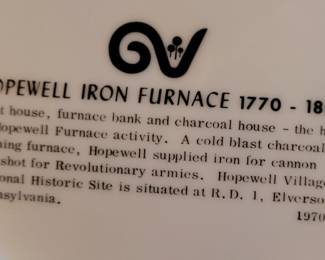 OPEWELL IRON FURNACE 1770 - 18
t house, furnace bank and charcoal house - the h
Hopewell Furnace activity. A cold blast charcoal
ning furnace, Hopewell supplied iron for cannon
shot for Revolutionary armies. Hopewell Village
onal Historic Site is situated at R. D. 1, Elverso
nsylvania.
1970